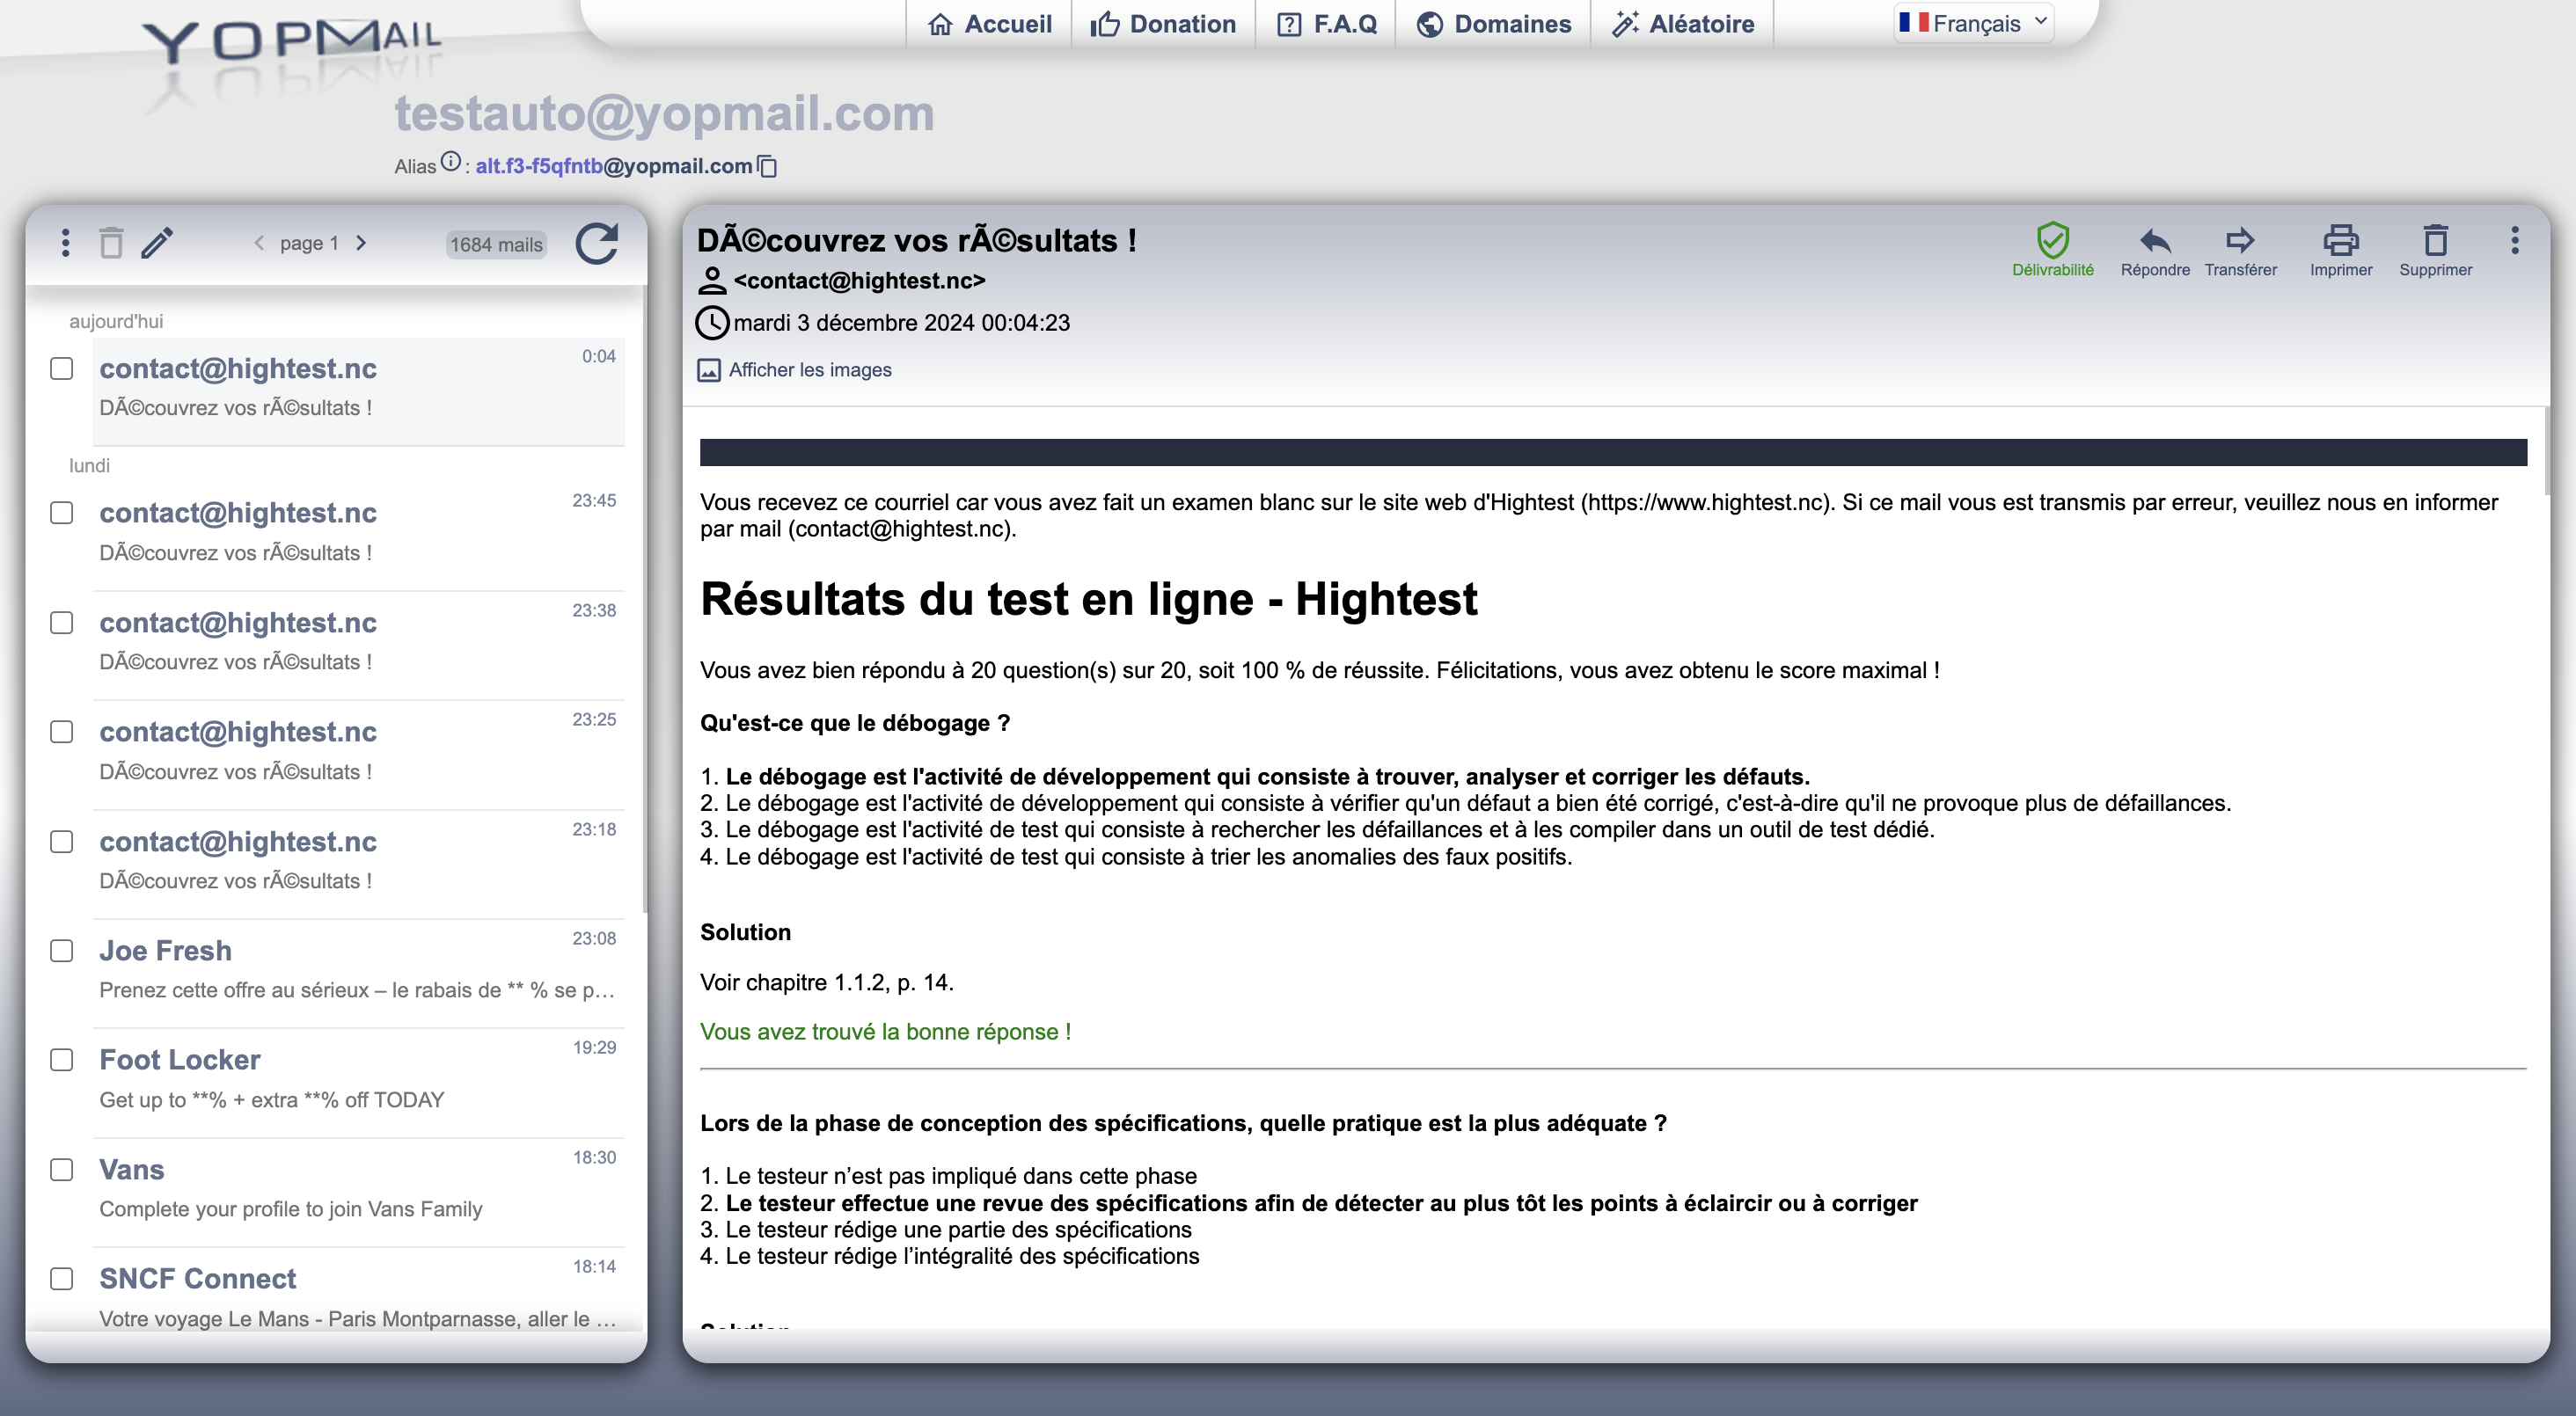 YOPMAIL
Accueil
Donation
F.A.Q
Domaines
Aléatoire
Français
testauto@yopmail.com
Alias : alt.f3-f5qfntb@yopmail.com
page 1
1684 mails
aujourd'hui
contact@hightest.nc 0:04
DÃ©couvrez vos rÃ©sultats !
lundi
contact@hightest.nc 23:45
DÃ©couvrez vos rÃ©sultats !
contact@hightest.nc 23:38
DÃ©couvrez vos rÃ©sultats !
contact@hightest.nc 23:25
DÃ©couvrez vos rÃ©sultats !
contact@hightest.nc 23:18
DÃ©couvrez vos rÃ©sultats !
Joe Fresh 23:08
Prenez cette offre au sérieux – le rabais de ** % se p…
Foot Locker 19:29
Get up to **% + extra **% off TODAY
Vans 18:30
Complete your profile to join Vans Family
SNCF Connect 18:14
Votre voyage Le Mans - Paris Montparnasse, aller le …
DÃ©couvrez vos rÃ©sultats !
<contact@hightest.nc>
mardi 3 décembre 2024 00:04:23
Afficher les images
Délivrabilité
Répondre
Transférer
Imprimer
Supprimer
Vous recevez ce courriel car vous avez fait un examen blanc sur le site web d'Hightest (https://www.hightest.nc). Si ce mail vous est transmis par erreur, veuillez nous en informer
par mail (contact@hightest.nc).
Résultats du test en ligne - Hightest
Vous avez bien répondu à 20 question(s) sur 20, soit 100 % de réussite. Félicitations, vous avez obtenu le score maximal !
Qu'est-ce que le débogage ?
1. Le débogage est l'activité de développement qui consiste à trouver, analyser et corriger les défauts.
2. Le débogage est l'activité de développement qui consiste à vérifier qu'un défaut a bien été corrigé, c'est-à-dire qu'il ne provoque plus de défaillances.
3. Le débogage est l'activité de test qui consiste à rechercher les défaillances et à les compiler dans un outil de test dédié.
4. Le débogage est l'activité de test qui consiste à trier les anomalies des faux positifs.
Solution
Voir chapitre 1.1.2, p. 14.
Vous avez trouvé la bonne réponse !
Lors de la phase de conception des spécifications, quelle pratique est la plus adéquate ?
1. Le testeur n’est pas impliqué dans cette phase
2. Le testeur effectue une revue des spécifications afin de détecter au plus tôt les points à éclaircir ou à corriger
3. Le testeur rédige une partie des spécifications
4. Le testeur rédige l’intégralité des spécifications